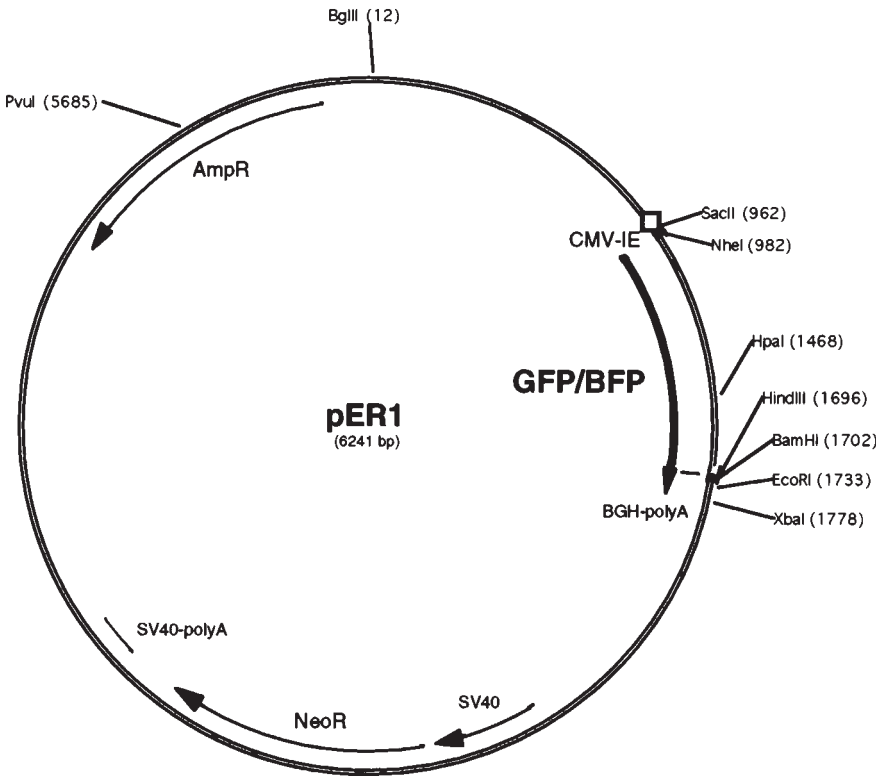 BglII (12)
PvuI (5685)
AmpR
SacII (962)
CMV-IE
NheI (982)
HpaI (1468)
GFP/BFP
HindIII (1696)
pER1
(6241 bp)
BamHI (1702)
EcoRI (1733)
BGH-polyA
XbaI (1778)
SV40-polyA
SV40
NeoR